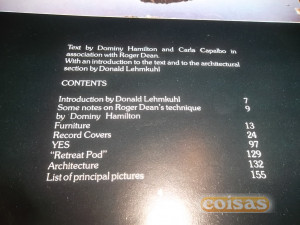 Text by Dominy Hamilton and Carla Capalbo in
association with Roger Dean.
With an introduction to the text and to the architectural
section by Donald Lehmkuhl
CONTENTS
Introduction by Donald Lehmkuhl 7
Some notes on Roger Dean's technique 9
by Dominy Hamilton
Furniture 13
Record Covers 24
YES 97
"Retreat Pod" 129
Architecture 132
List of principal pictures 155
coisas